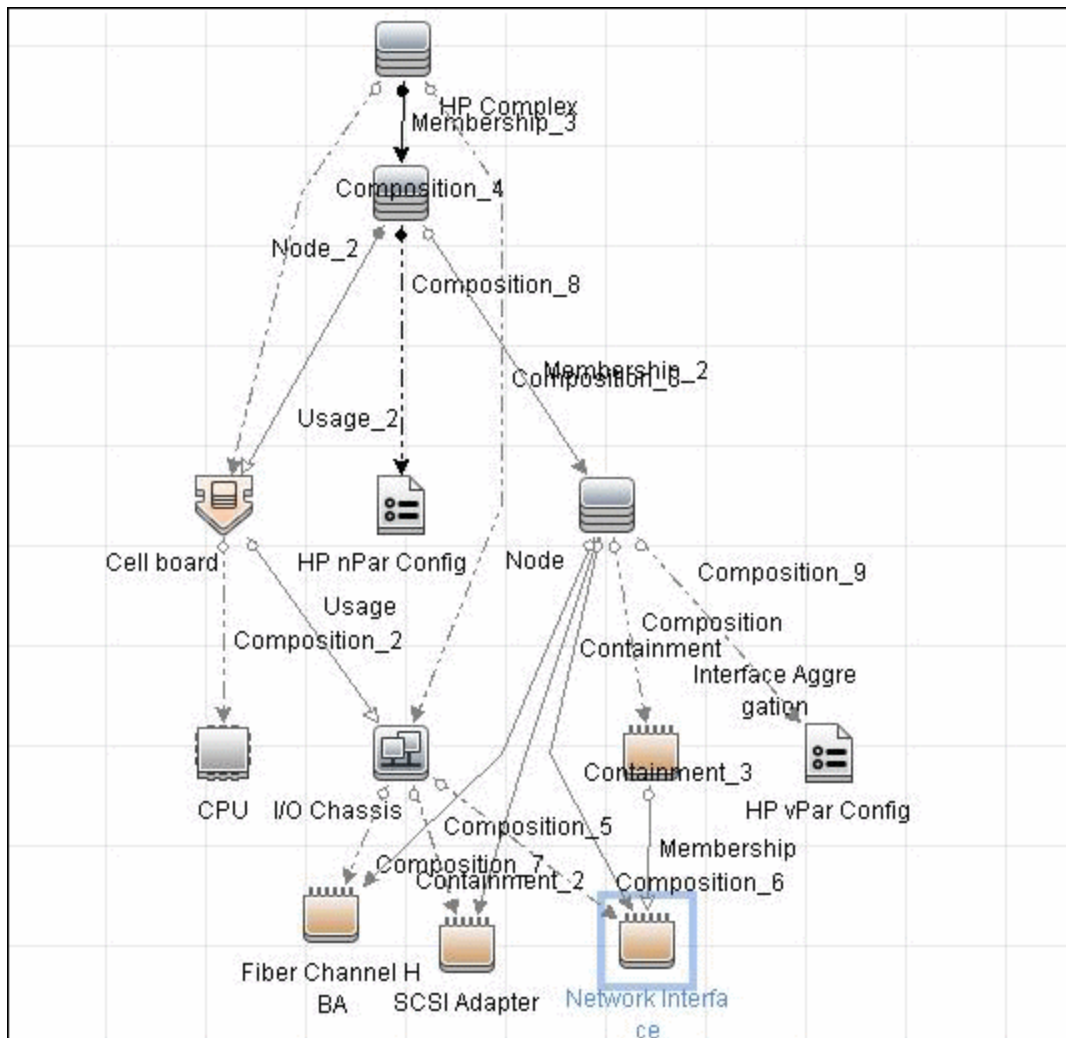 HP Complex
Membership_3
Composition_4
Node_2
Composition_8
Membership_2
Composition_3
Usage_2
Cell board
HP nPar Config
Node
Composition_9
Usage
Composition
Composition_2
Containment
Interface Aggre
gation
Containment_3
CPU
I/O Chassis
HP vPar Config
Composition_5
Membership
Composition_7
Containment_2
Composition_6
Fiber Channel H
BA
SCSI Adapter
Network Interfa
ce